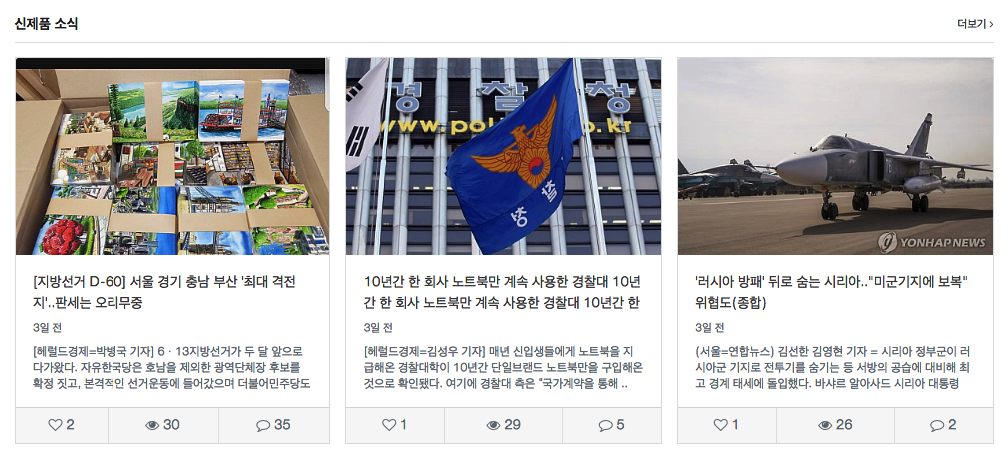 신제품 소식
더보기 >
경찰청
www.pol o.kr
경찰
YONHAP NEWS
[지방선거 D-60] 서울 경기 충남 부산 '최대 격전
지'..판세는 오리무중
3일 전
[헤럴드경제=박병국 기자] 6ㆍ13지방선거가 두 달 앞으로
다가왔다. 자유한국당은 호남을 제외한 광역단체장 후보를
확정 짓고, 본격적인 선거운동에 들어갔으며 더불어민주당도
2
30
35
10년간 한 회사 노트북만 계속 사용한 경찰대 10년
간 한 회사 노트북만 계속 사용한 경찰대 10년간 한
3일 전
[헤럴드경제=김성우 기자] 매년 신입생들에게 노트북을 지
급해온 경찰대학이 10년간 단일브랜드 노트북만을 구입해온
것으로 확인됐다. 여기에 경찰대 측은 “국가계약을 통해 ..
1
29
5
'러시아 방패' 뒤로 숨는 시리아.."미군기지에 보복"
위협도(종합)
3일 전
(서울=연합뉴스) 김선한 김영현 기자 = 시리아 정부군이 러
시아군 기지로 전투기를 숨기는 등 서방의 공습에 대비해 최
고 경계 태세에 돌입했다. 바샤르 알아사드 시리아 대통령
1
26
2